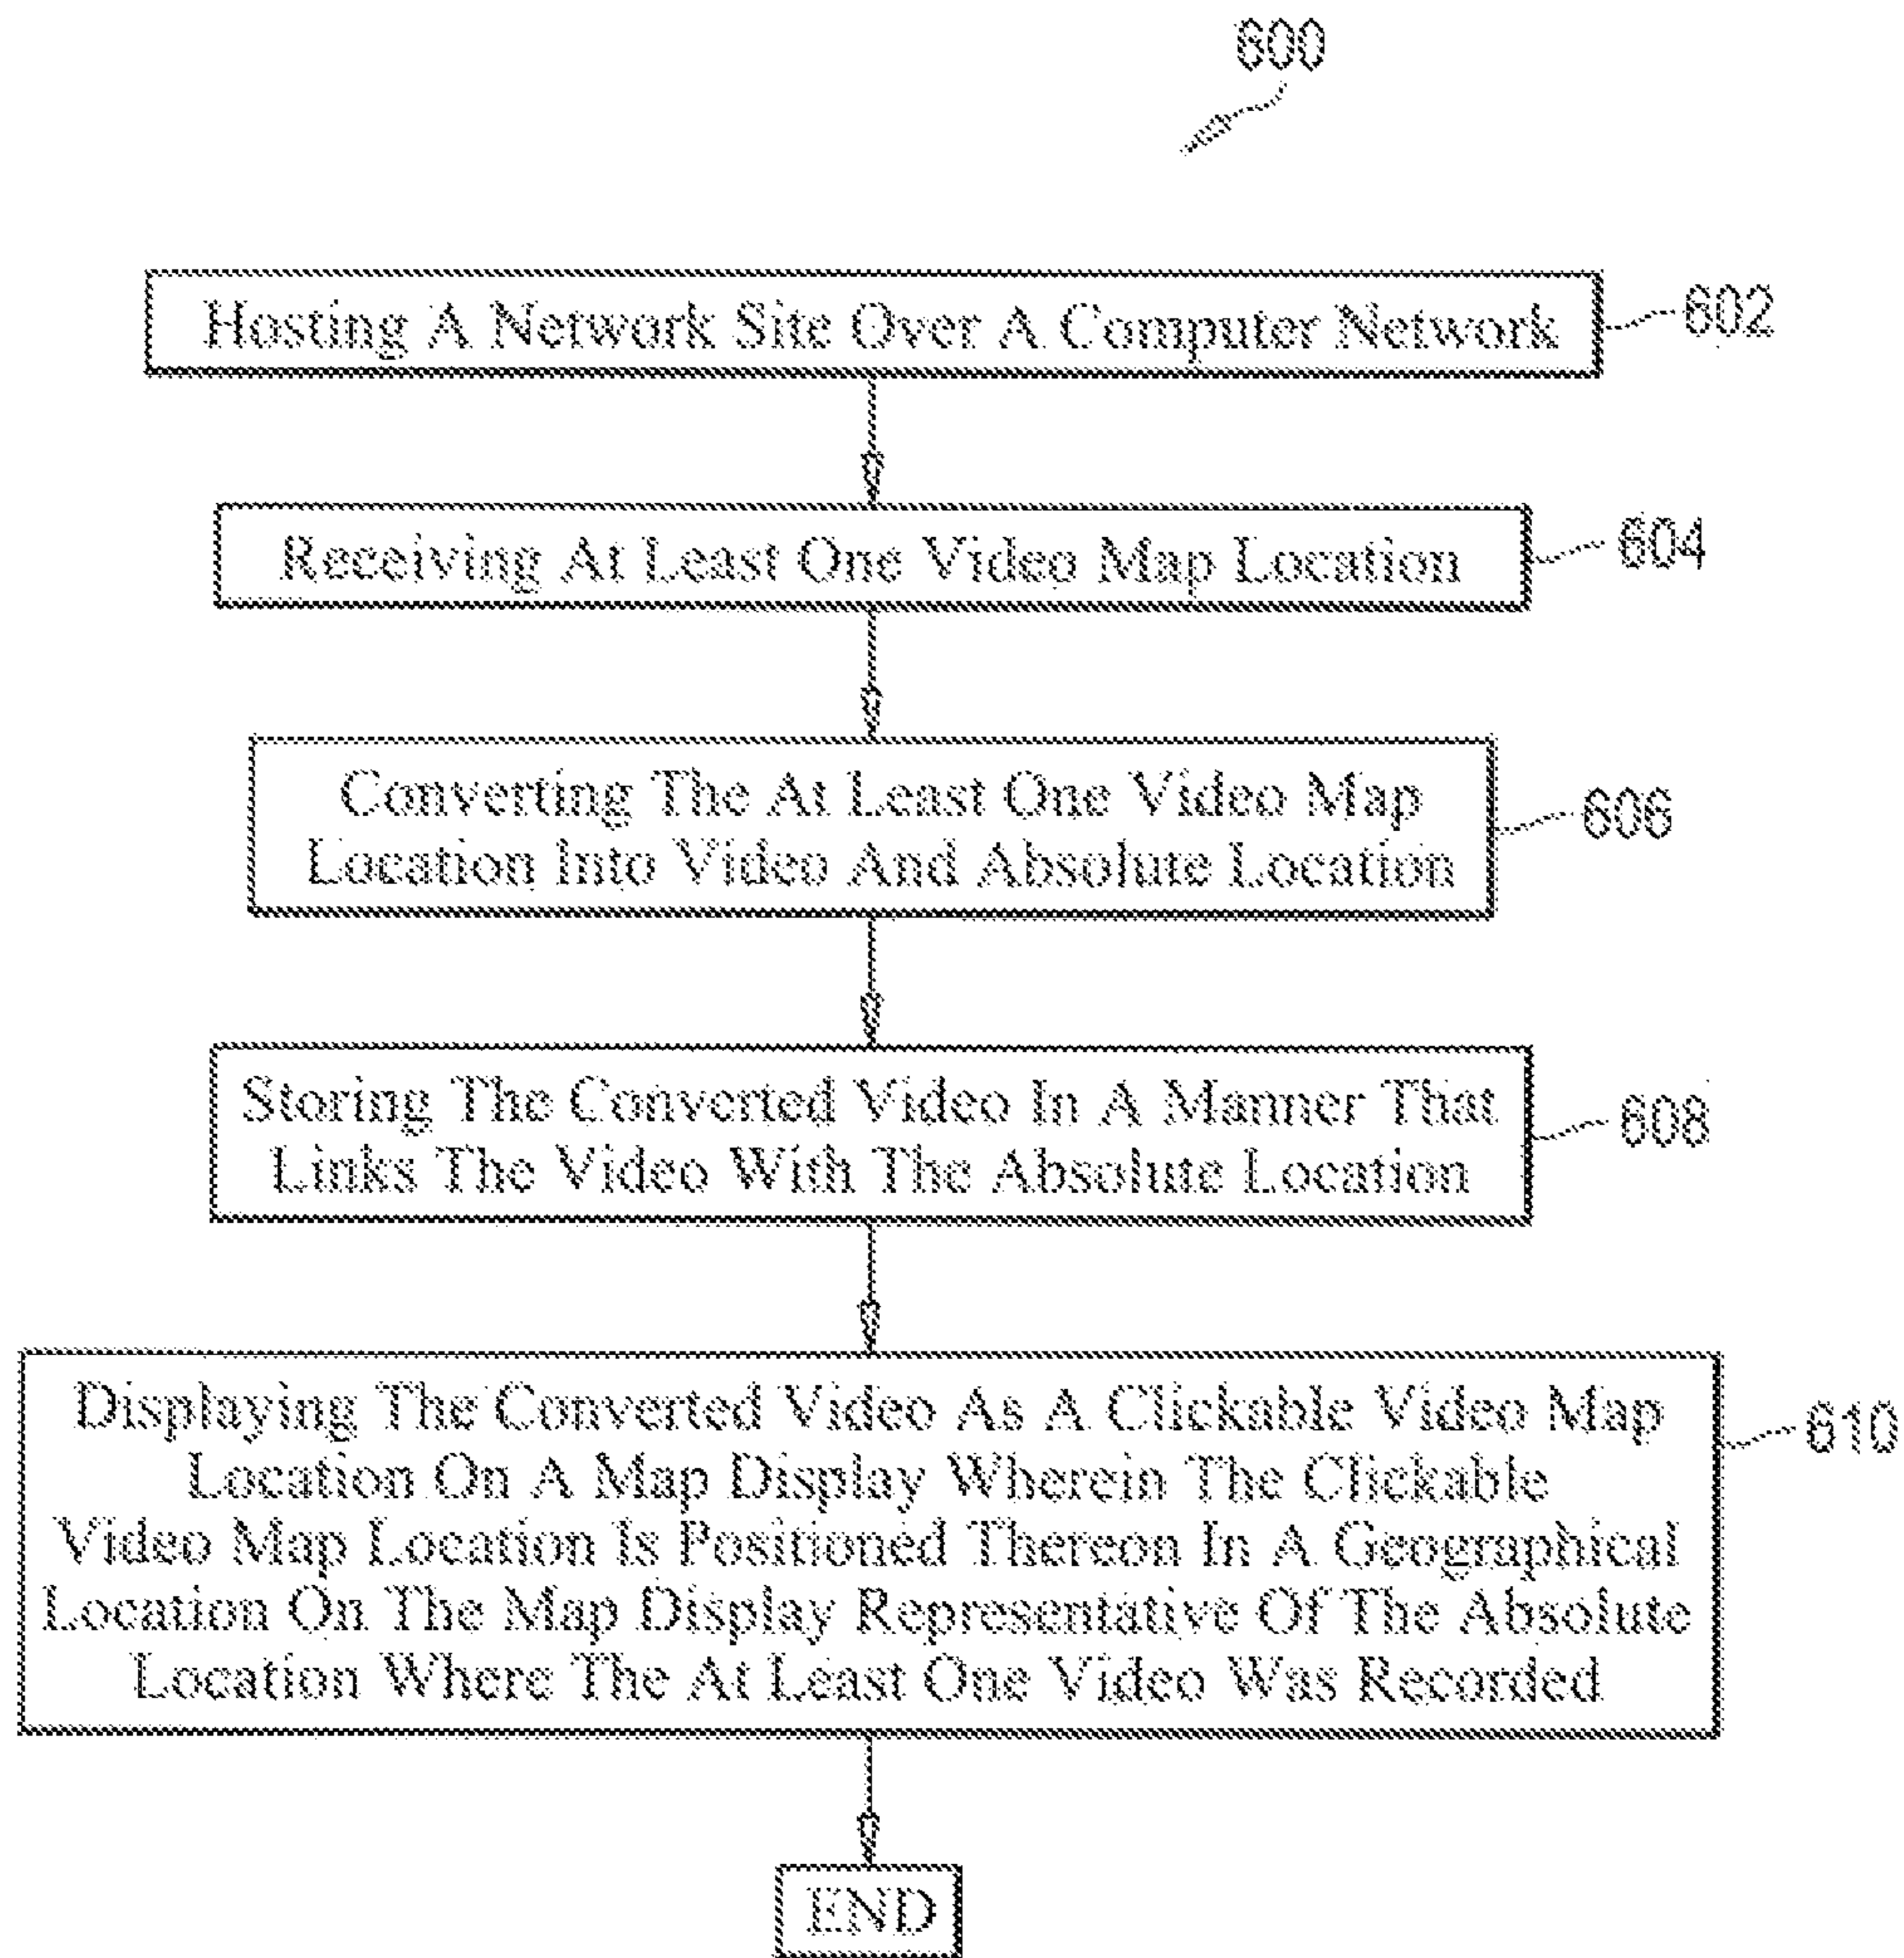 600
Hosting A Network Site Over A Computer Network
602
Receiving At Least One Video Map Location
604
Converting The At Least One Video Map
Location Into Video And Absolute Location
606
Storing The Converted Video In A Manner That
Links The Video With The Absolute Location
608
Displaying The Converted Video As A Clickable Video Map
Location On A Map Display Wherein The Clickable
Video Map Location Is Positioned Thereon In A Geographical
Location On The Map Display Representative Of The Absolute
Location Where The At Least One Video Was Recorded
610
END